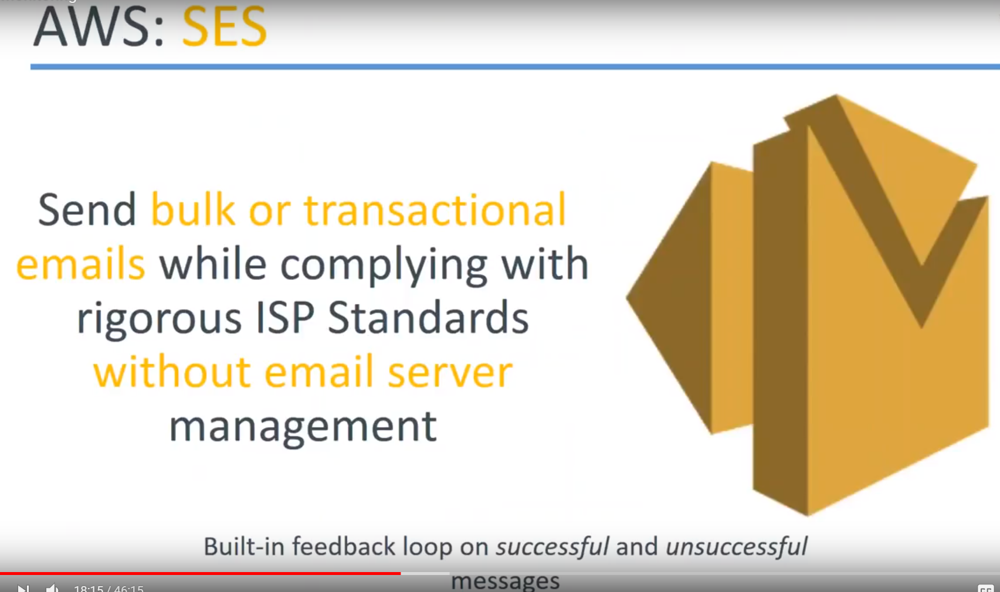 AWS: SES
Send bulk or transactional
emails while complying with
rigorous ISP Standards
without email server
management
Built-in feedback loop on successful and unsuccessful
messages
18:15 / 46:15
CC